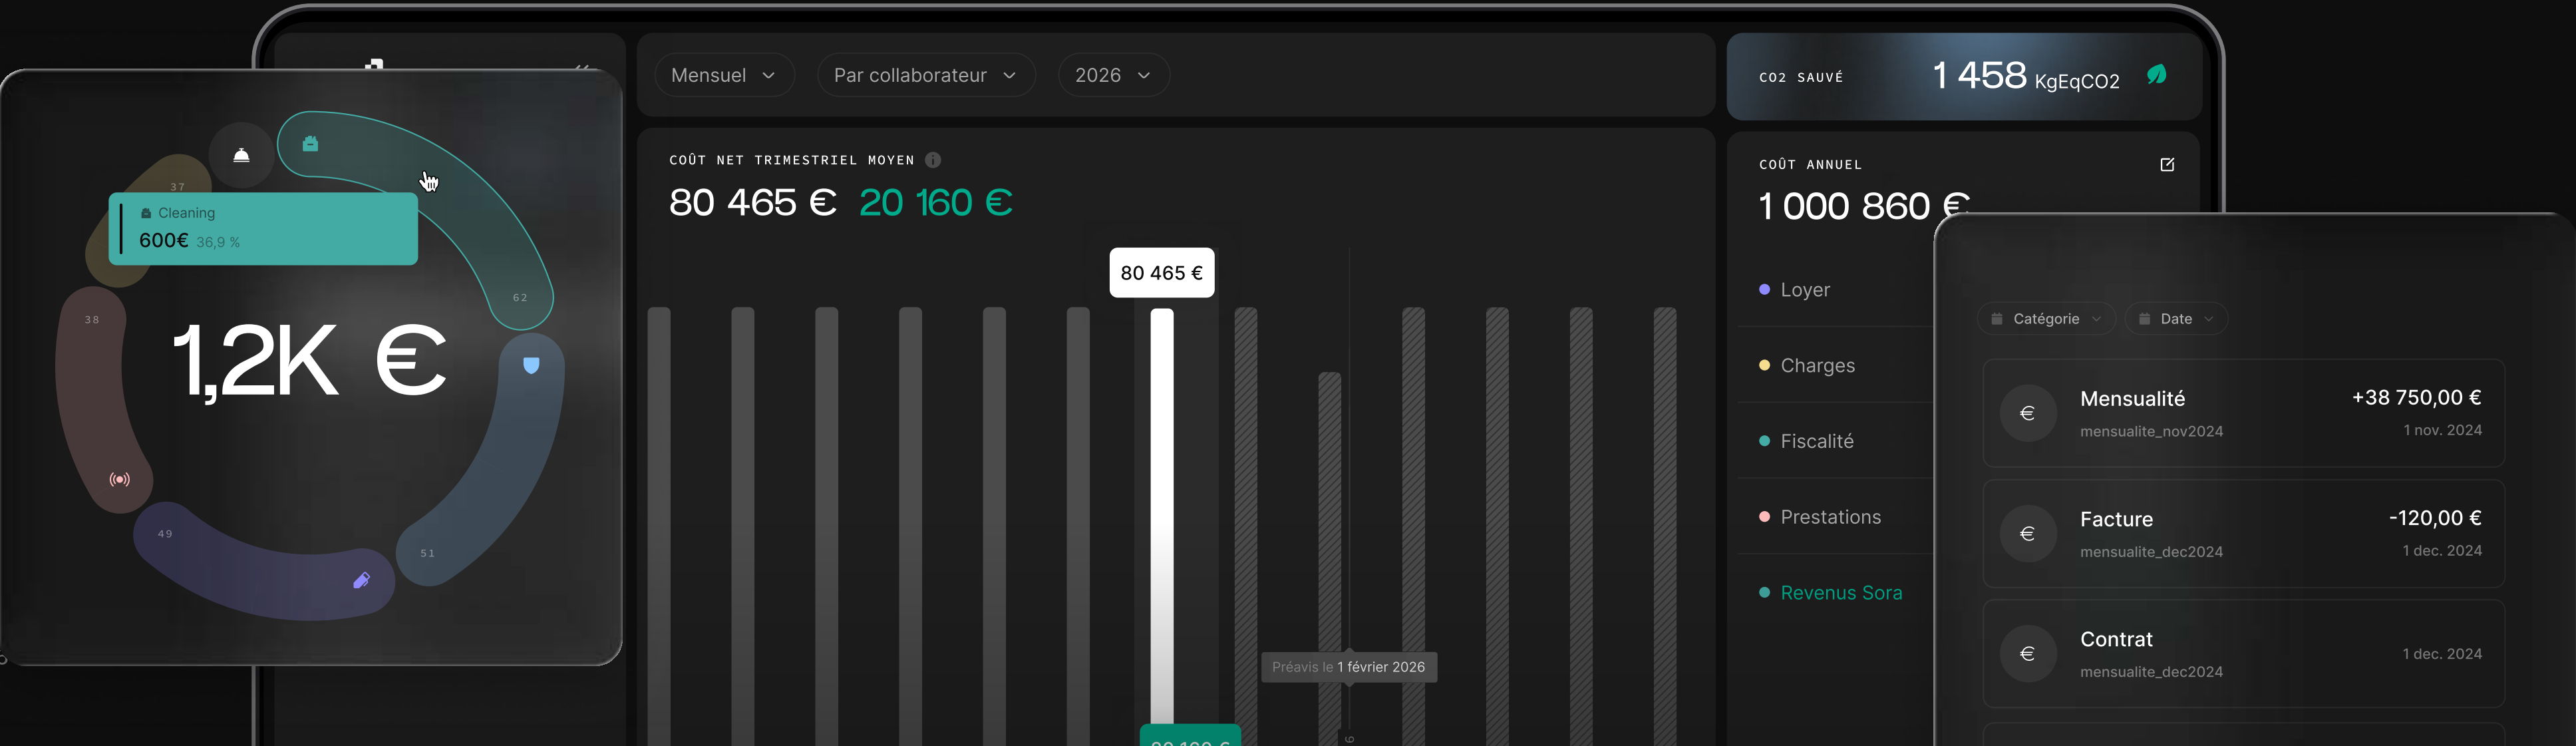 37
Cleaning
600€ 36,9 %
62
38
1,2K €
49
51
Mensuel
Par collaborateur
2026
COÛT NET TRIMESTRIEL MOYEN
80 465 € 20 160 €
80 465 €
Préavis le 1 février 2026
CO2 SAUVÉ
1 458 KgEqCO2
COÛT ANNUEL
1 000 860 €
Loyer
Charges
Fiscalité
Prestations
Revenus Sora
Catégorie
Date
Mensualité
+38 750,00 €
mensualite_nov2024
1 nov. 2024
Facture
-120,00 €
mensualite_dec2024
1 dec. 2024
Contrat
mensualite_dec2024
1 dec. 2024